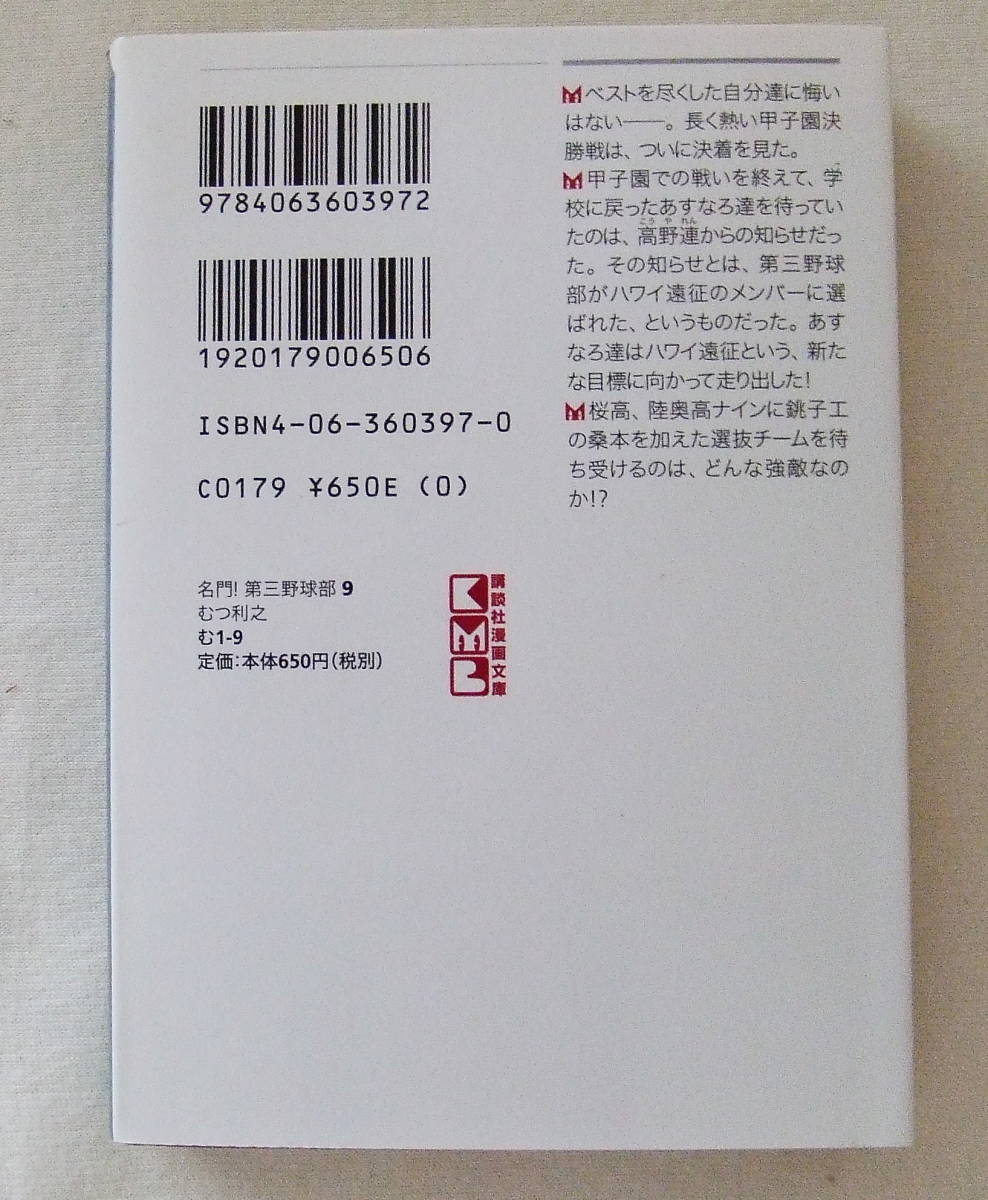 9784063603972
1920179006506
ISBN4-06-360397-0
C0179 ¥650E (0)
名門! 第三野球部 9
むつ利之
む1-9
定価:本体650円(税別)
KMB
講談社漫画文庫
ベストを尽くした自分達に悔い
はない――。長く熱い甲子園決
勝戦は、ついに決着を見た。
甲子園での戦いを終えて、学
校に戻ったあすなろ達を待ってい
こうやれん
たのは、高野連からの知らせだっ
た。その知らせとは、第三野球
部がハワイ遠征のメンバーに選
ばれた、というものだった。あす
なろ達はハワイ遠征という、新た
な目標に向かって走り出した!
桜高、陸奥高ナインに銚子工
の桑本を加えた選抜チームを待
ち受けるのは、どんな強敵なの
か!?